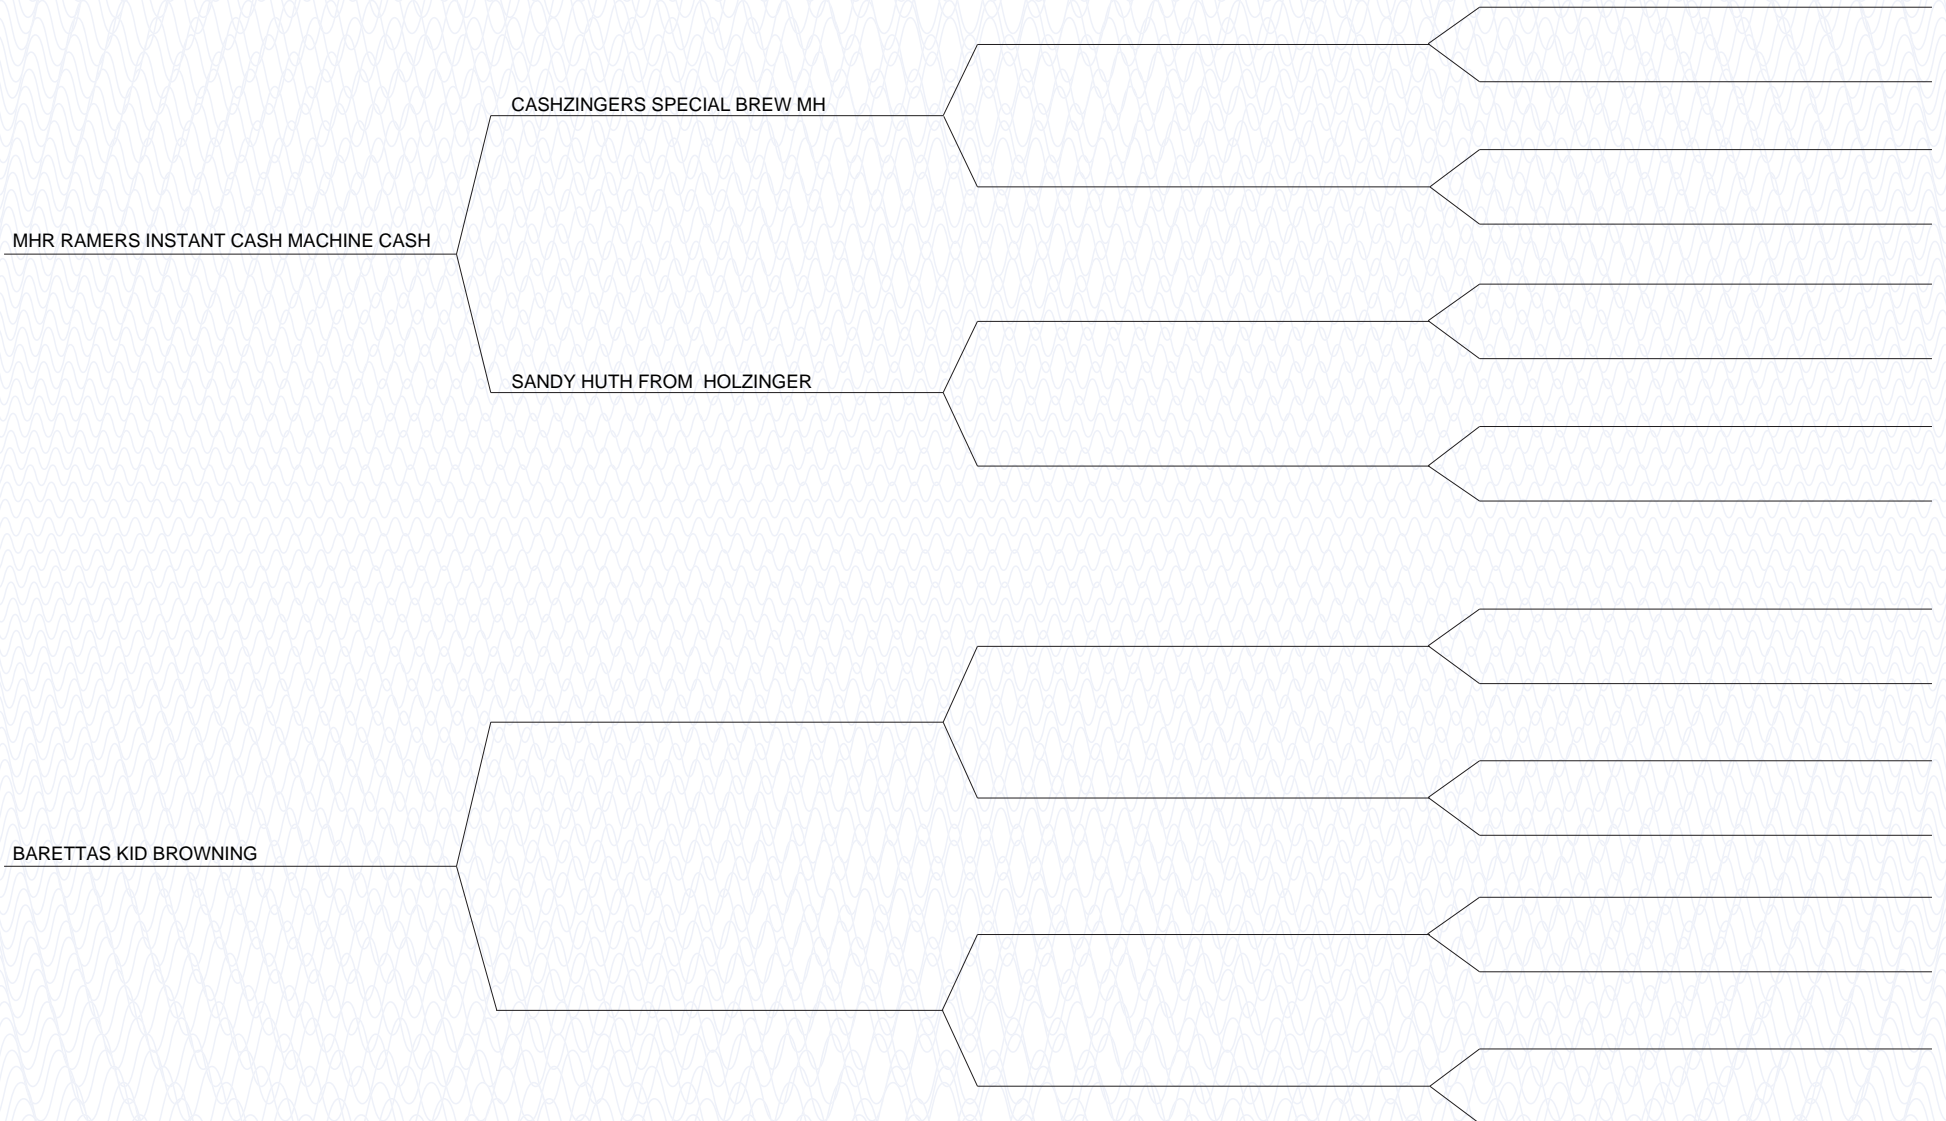 CASHZINGERS SPECIAL BREW MH
MHR RAMERS INSTANT CASH MACHINE CASH
SANDY HUTH FROM  HOLZINGER
BARETTAS KID BROWNING